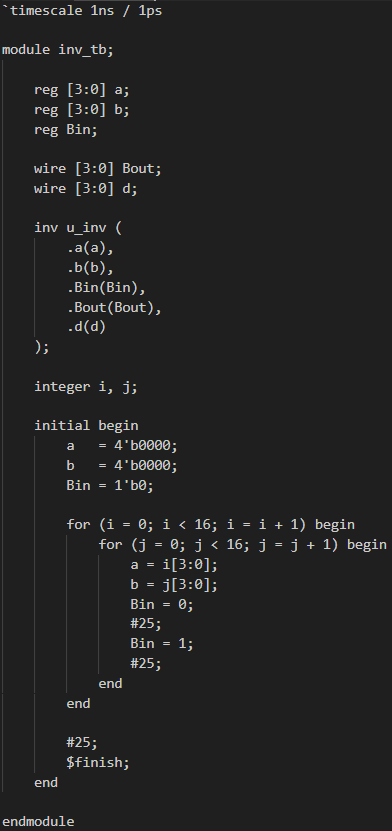 `timescale 1ns / 1ps
module inv_tb;
reg [3:0] a;
reg [3:0] b;
reg Bin;
wire [3:0] Bout;
wire [3:0] d;
inv u_inv (
.a(a),
.b(b),
.Bin(Bin),
.Bout(Bout),
.d(d)
);
integer i, j;
initial begin
a   = 4'b0000;
b   = 4'b0000;
Bin = 1'b0;
for (i = 0; i < 16; i = i + 1) begin
for (j = 0; j < 16; j = j + 1) begin
a = i[3:0];
b = j[3:0];
Bin = 0;
#25;
Bin = 1;
#25;
end
end
#25;
$finish;
end
endmodule